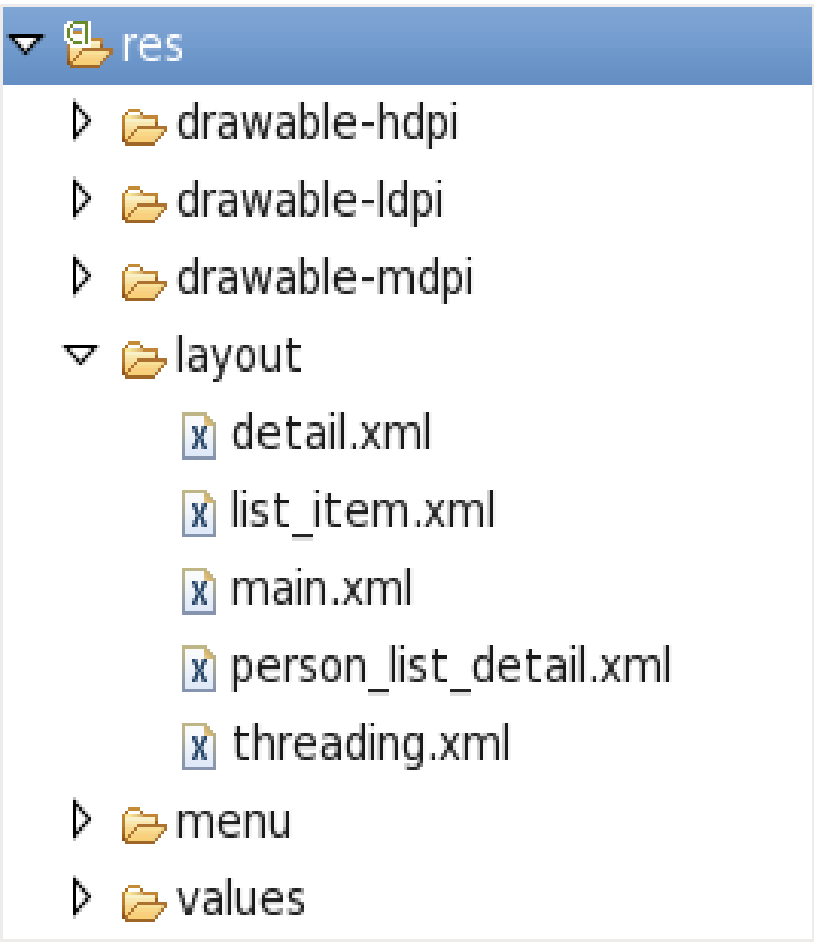 res
drawable-hdpi
drawable-ldpi
drawable-mdpi
layout
detail.xml
list_item.xml
main.xml
person_list_detail.xml
threading.xml
menu
values